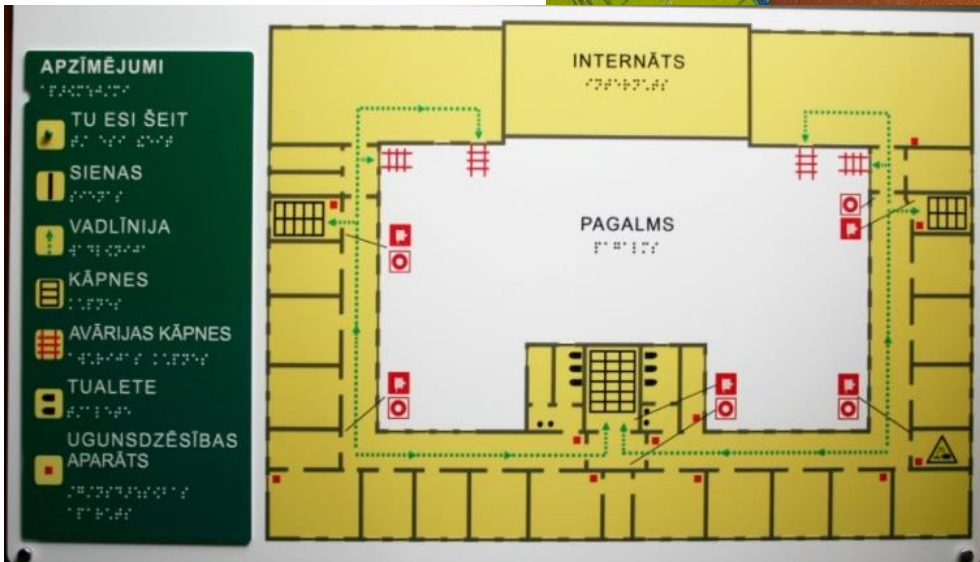 APZĪMĒJUMI
TU ESI ŠEIT
SIENAS
VADLĪNIJA
KĀPNES
AVĀRIJAS KĀPNES
TUALETE
UGUNSDZĒSĪBAS
APARĀTS
INTERNĀTS
PAGALMS